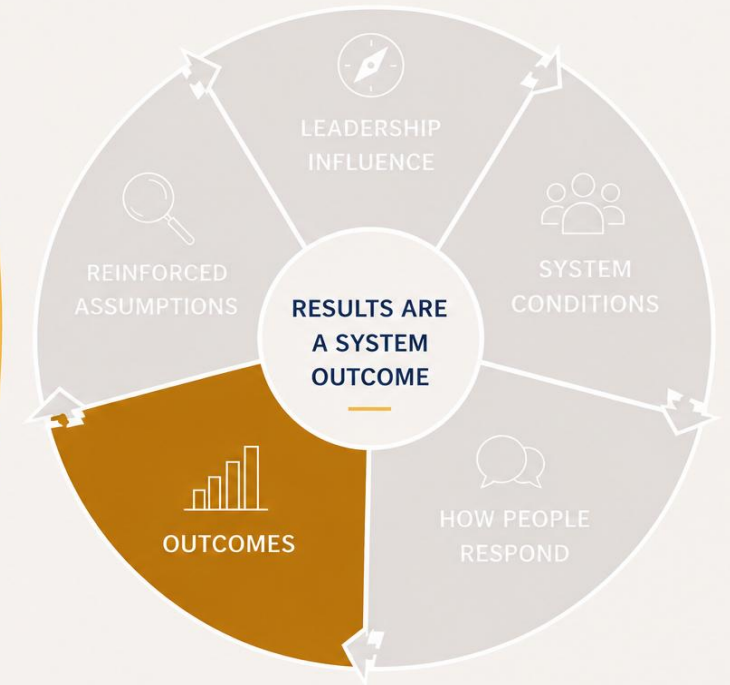 LEADERSHIP
INFLUENCE
SYSTEM
CONDITIONS
HOW PEOPLE
RESPOND
OUTCOMES
REINFORCED
ASSUMPTIONS
RESULTS ARE
A SYSTEM
OUTCOME